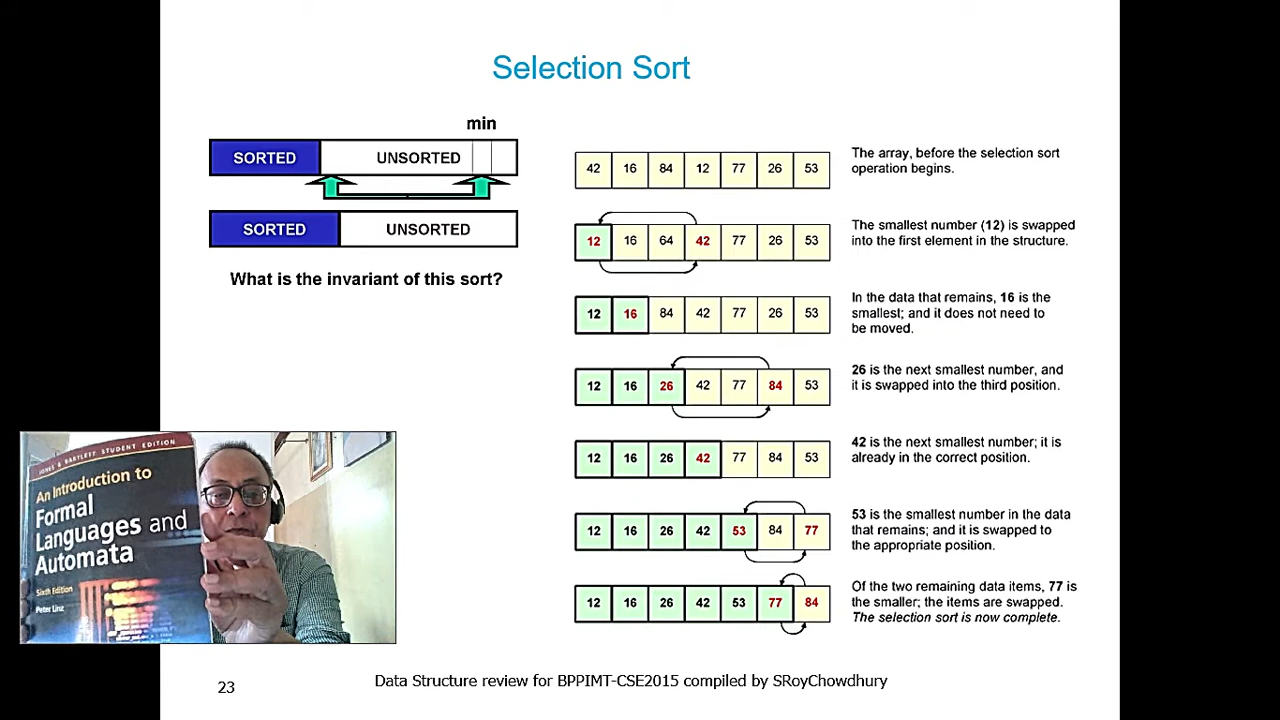 Selection Sort
min
SORTED UNSORTED
SORTED UNSORTED
What is the invariant of this sort?
42 16 84 12 77 26 53
The array, before the selection sort
operation begins.
12 16 64 42 77 26 53
The smallest number (12) is swapped
into the first element in the structure.
12 16 84 42 77 26 53
In the data that remains, 16 is the
smallest; and it does not need to
be moved.
12 16 26 42 77 84 53
26 is the next smallest number, and
it is swapped into the third position.
12 16 26 42 77 84 53
42 is the next smallest number; it is
already in the correct position.
12 16 26 42 53 84 77
53 is the smallest number in the data
that remains; and it is swapped to
the appropriate position.
12 16 26 42 53 77 84
Of the two remaining data items, 77 is
the smaller; the items are swapped.
The selection sort is now complete.
JONES & BARTLETT STUDENT EDITION
An Introduction to
Formal
Languages and
Automata
Sixth Edition
Peter Linz
23
Data Structure review for BPPIMT-CSE2015 compiled by SRoyChowdhury